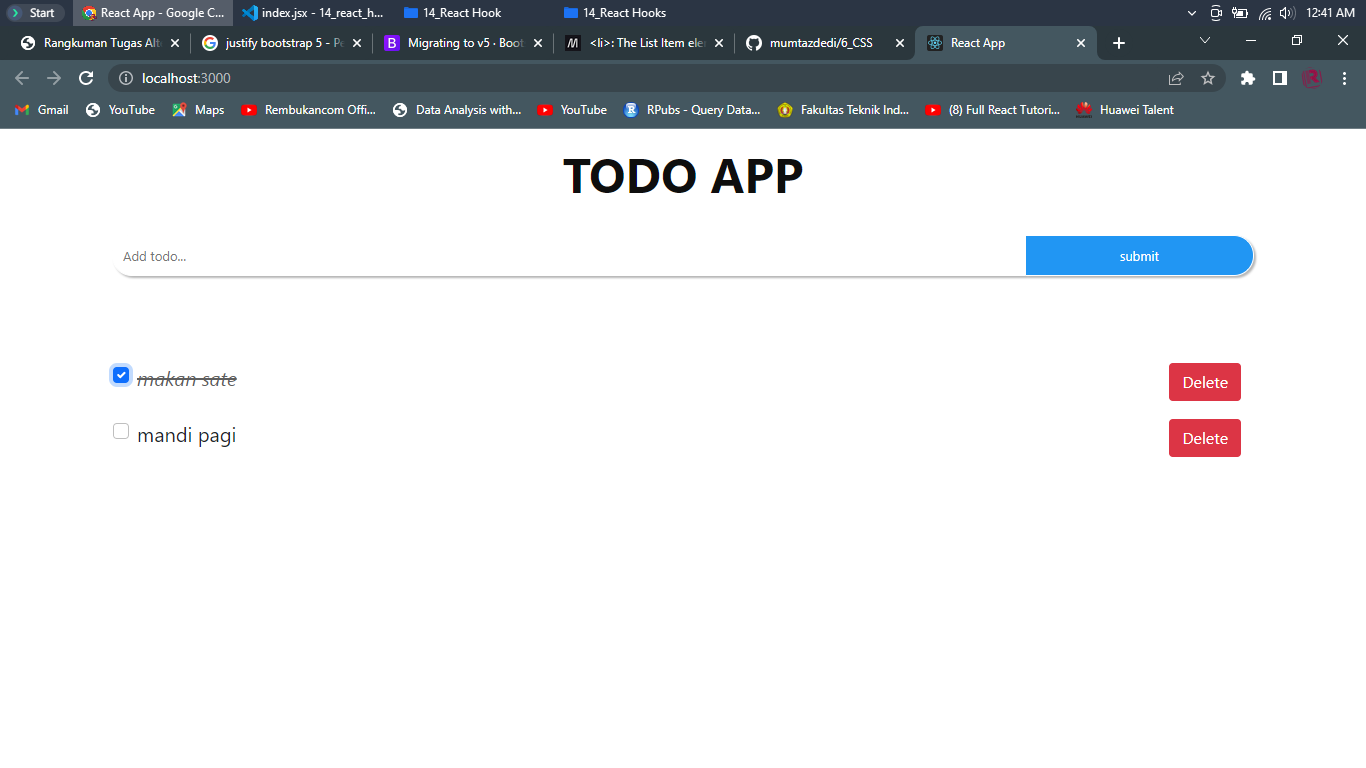 Start React App - Google C... index.jsx - 14_react_h... 14_React Hook 14_React Hooks 12:41 AM
Rangkuman Tugas Alt justify bootstrap 5 - Pe Migrating to v5 · Boot <li>: The List Item ele mumtazdedi/6_CSS React App
localhost:3000
Gmail YouTube Maps Rembukancom Offi... Data Analysis with... YouTube RPubs - Query Data... Fakultas Teknik Ind... (8) Full React Tutori... Huawei Talent
TODO APP
Add todo... submit
makan sate Delete
mandi pagi Delete